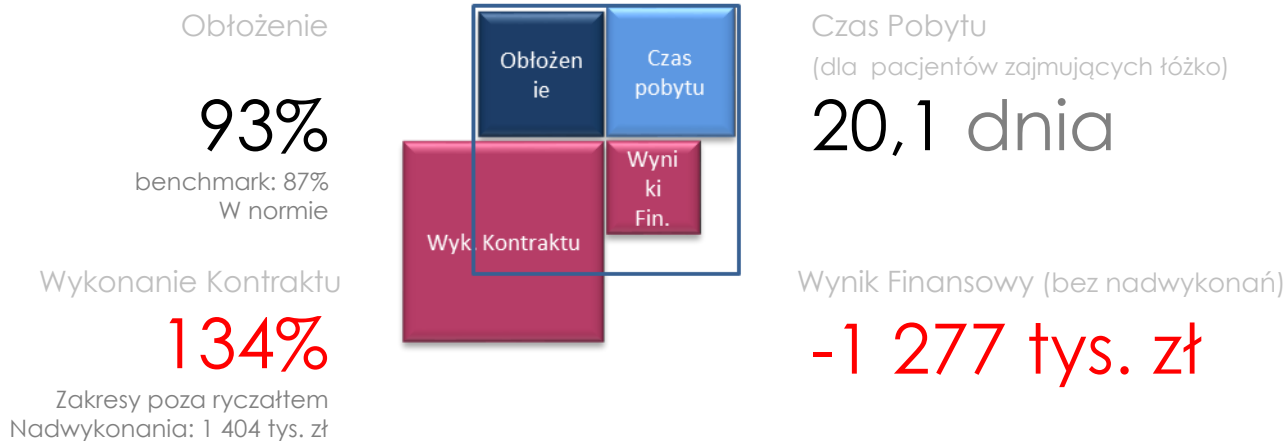 Obłożenie
93%
benchmark: 87%
W normie
Obłożen
ie
Czas
pobytu
Czas Pobytu
(dla pacjentów zajmujących łóżko)
20,1 dnia
Wyk. Kontraktu
Wyni
ki
Fin.
Wykonanie Kontraktu
134%
Zakresy poza ryczałtem
Nadwykonania: 1 404 tys. zł
Wynik Finansowy (bez nadwykonań)
-1 277 tys. zł